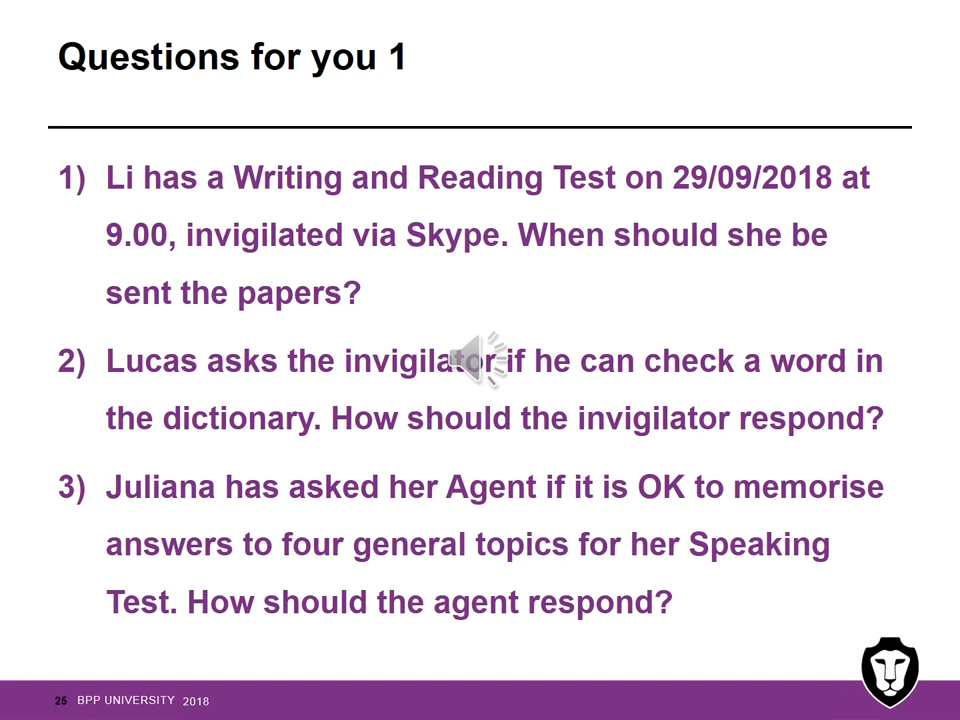 Questions for you 1
1) Li has a Writing and Reading Test on 29/09/2018 at
9.00, invigilated via Skype. When should she be
sent the papers?
2) Lucas asks the invigilator if he can check a word in
the dictionary. How should the invigilator respond?
3) Juliana has asked her Agent if it is OK to memorise
answers to four general topics for her Speaking
Test. How should the agent respond?
25 BPP UNIVERSITY 2018